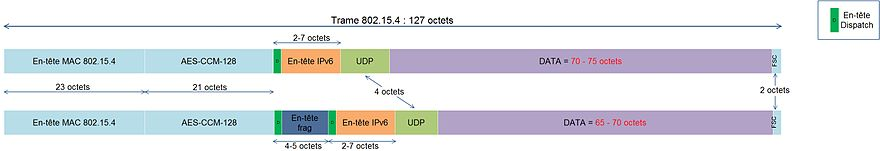 Trame 802.15.4 : 127 octets
En-tête
Dispatch
D
2-7 octets
En-tête MAC 802.15.4
AES-CCM-128
D
En-tête IPv6
UDP
DATA = 70 - 75 octets
FSC
23 octets
21 octets
4 octets
2 octets
En-tête MAC 802.15.4
AES-CCM-128
D
En-tête
frag
D
En-tête IPv6
UDP
DATA = 65 - 70 octets
FSC
4-5 octets
2-7 octets